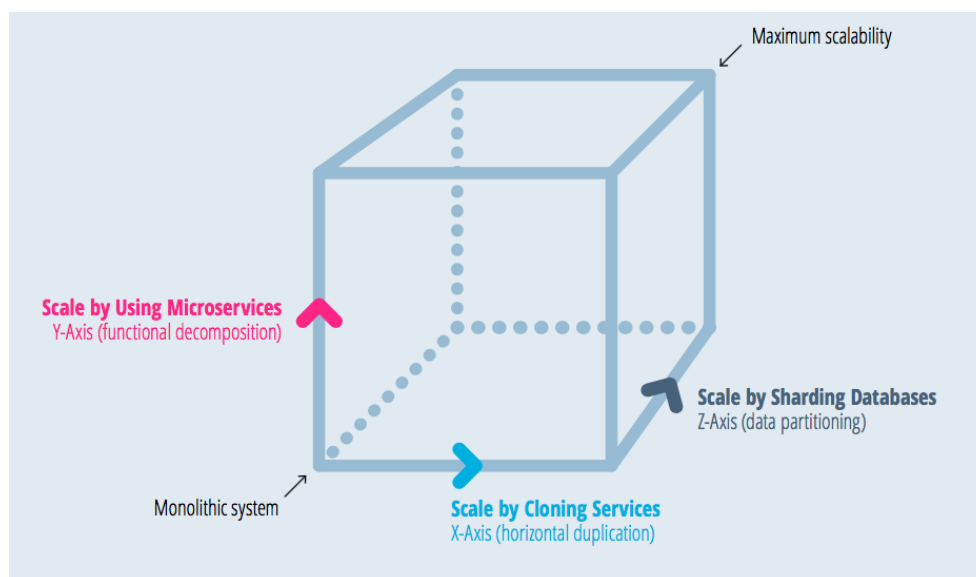 Maximum scalability
Scale by Using Microservices
Y-Axis (functional decomposition)
Scale by Sharding Databases
Z-Axis (data partitioning)
Monolithic system
Scale by Cloning Services
X-Axis (horizontal duplication)